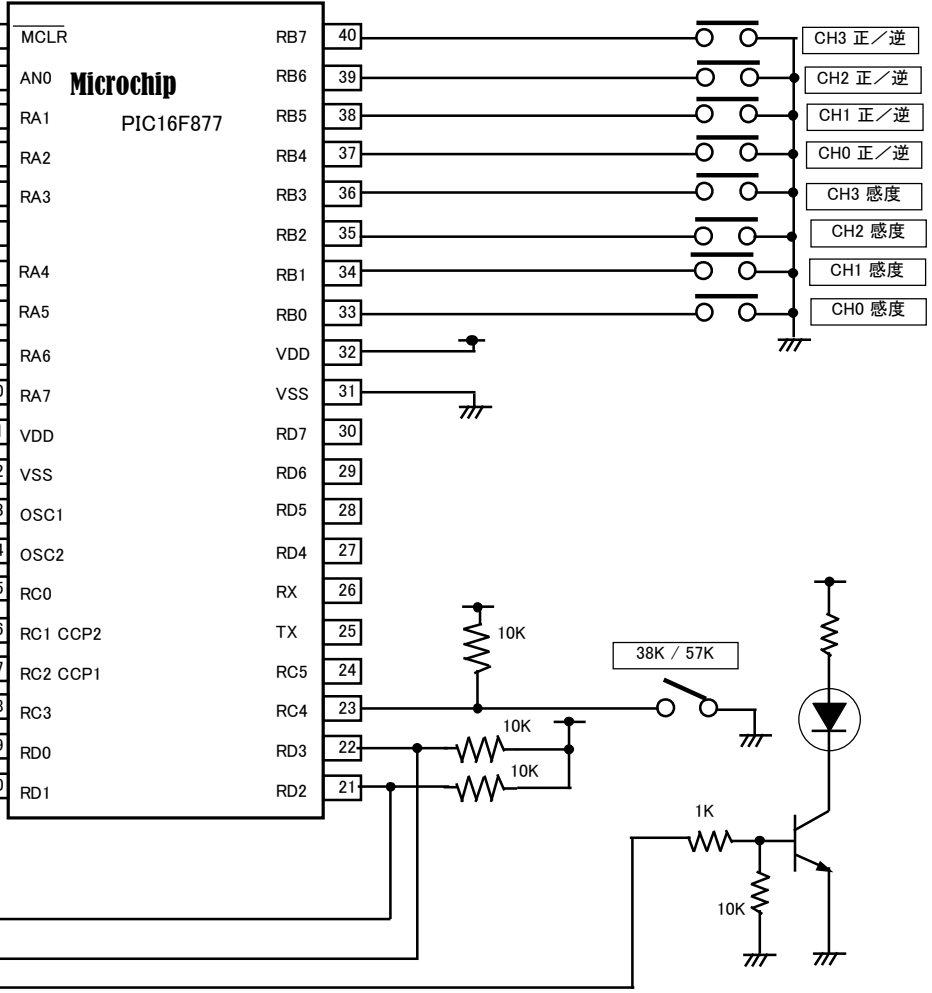 MCLR RB7 40 CH3 正／逆
AN0 Microchip RB6 39 CH2 正／逆
RA1 PIC16F877 RB5 38 CH1 正／逆
RA2 RB4 37 CH0 正／逆
RA3 RB3 36 CH3 感度
RB2 35 CH2 感度
RA4 RB1 34 CH1 感度
RA5 RB0 33 CH0 感度
RA6 VDD 32
RA7 VSS 31
VDD RD7 30
VSS RD6 29
OSC1 RD5 28
OSC2 RD4 27
RC0 RX 26
RC1 CCP2 TX 25 10K
RC2 CCP1 RC5 24 38K / 57K
RC3 RC4 23
RD0 RD3 22 10K
RD1 RD2 21 10K
1K
10K